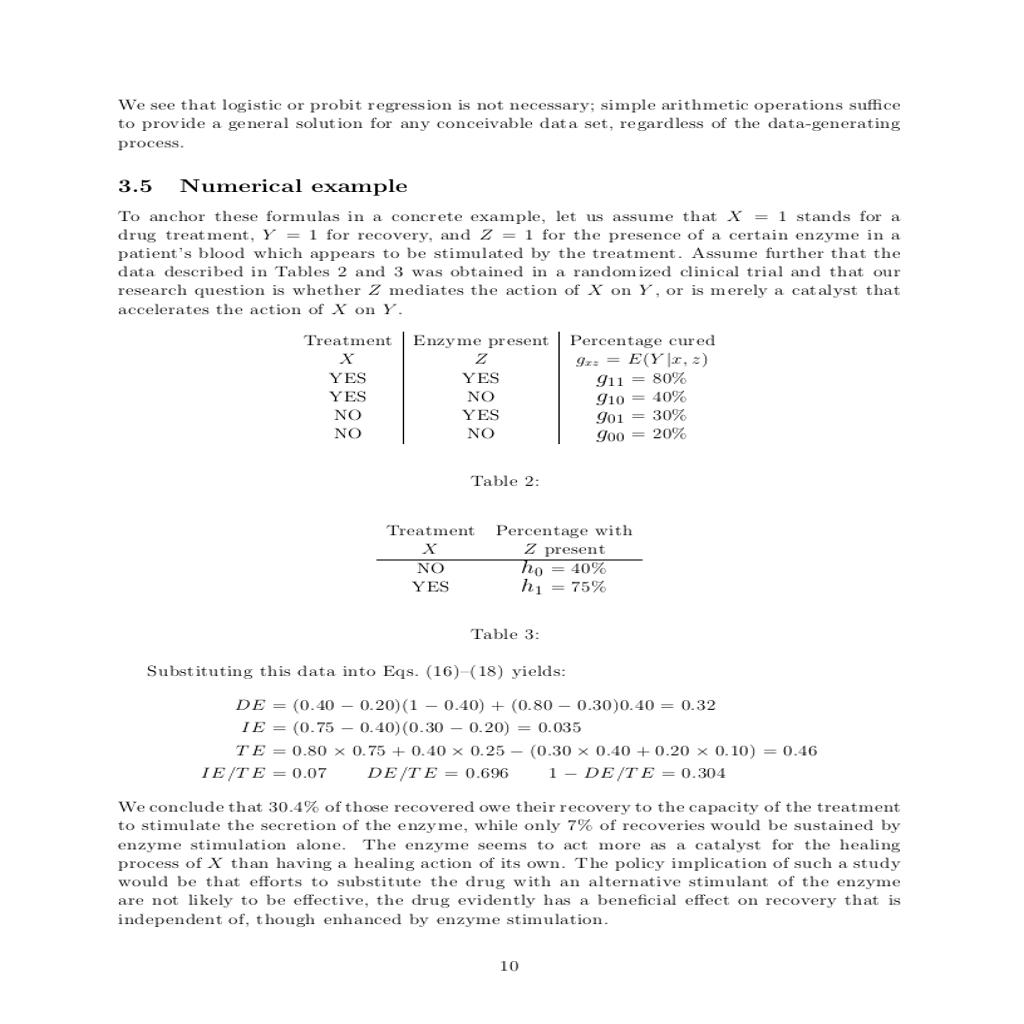 We see that logistic or probit regression is not necessary; simple arithmetic operations suffice
to provide a general solution for any conceivable data set, regardless of the data-generating
process.
3.5 Numerical example
To anchor these formulas in a concrete example, let us assume that X = 1 stands for a
drug treatment, Y = 1 for recovery, and Z = 1 for the presence of a certain enzyme in a
patient's blood which appears to be stimulated by the treatment. Assume further that the
data described in Tables 2 and 3 was obtained in a randomized clinical trial and that our
research question is whether Z mediates the action of X on Y, or is merely a catalyst that
accelerates the action of X on Y.
Treatment Enzyme present Percentage cured
X Z g_xz = E(Y|x, z)
YES YES g_11 = 80%
YES NO g_10 = 40%
NO YES g_01 = 30%
NO NO g_00 = 20%
Table 2:
Treatment Percentage with
X Z present
NO h_0 = 40%
YES h_1 = 75%
Table 3:
Substituting this data into Eqs. (16)–(18) yields:
DE = (0.40 − 0.20)(1 − 0.40) + (0.80 − 0.30)0.40 = 0.32
IE = (0.75 − 0.40)(0.30 − 0.20) = 0.035
TE = 0.80 × 0.75 + 0.40 × 0.25 − (0.30 × 0.40 + 0.20 × 0.10) = 0.46
IE/TE = 0.07 DE/TE = 0.696 1 − DE/TE = 0.304
We conclude that 30.4% of those recovered owe their recovery to the capacity of the treatment
to stimulate the secretion of the enzyme, while only 7% of recoveries would be sustained by
enzyme stimulation alone. The enzyme seems to act more as a catalyst for the healing
process of X than having a healing action of its own. The policy implication of such a study
would be that efforts to substitute the drug with an alternative stimulant of the enzyme
are not likely to be effective, the drug evidently has a beneficial effect on recovery that is
independent of, though enhanced by enzyme stimulation.
10